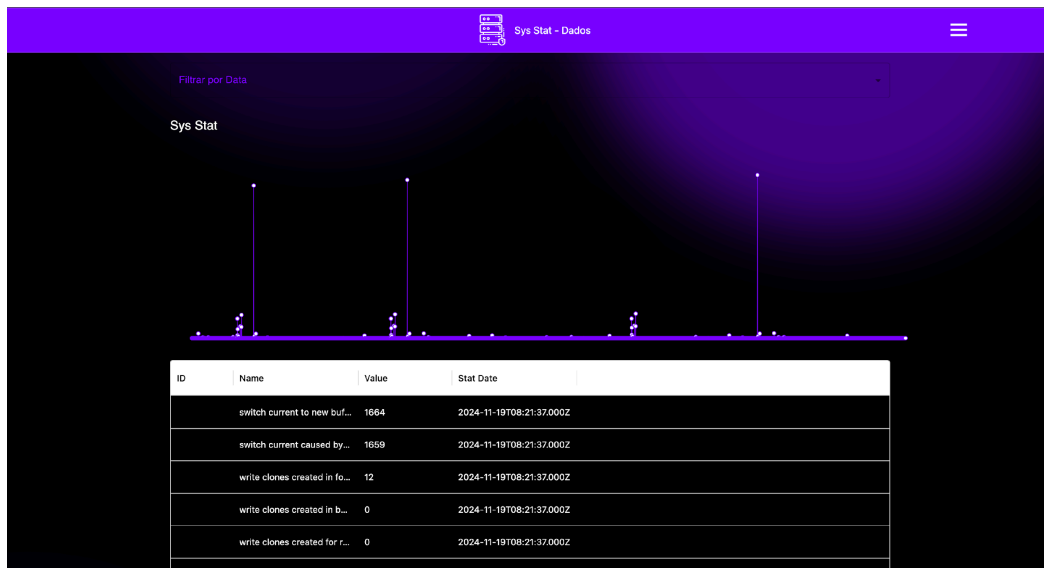 Sys Stat - Dados
Filtrar por Data
Sys Stat
ID Name Value Stat Date
switch current to new buf... 1664 2024-11-19T08:21:37.000Z
switch current caused by... 1659 2024-11-19T08:21:37.000Z
write clones created in fo... 12 2024-11-19T08:21:37.000Z
write clones created in b... 0 2024-11-19T08:21:37.000Z
write clones created for r... 0 2024-11-19T08:21:37.000Z